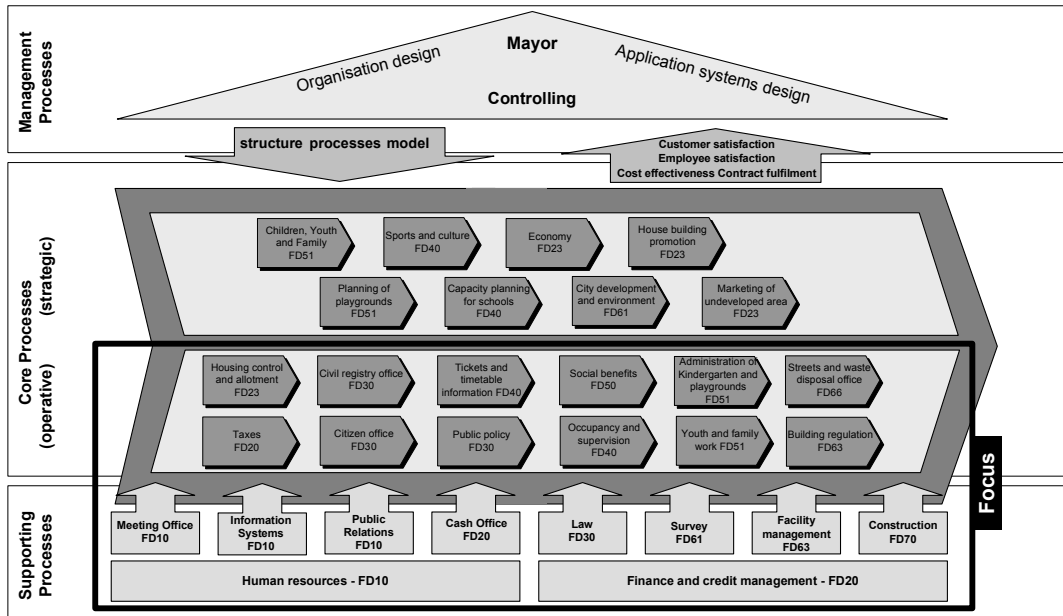 Management
Processes
Mayor
Organisation design
Application systems design
Controlling
structure processes model
Customer satisfaction
Employee satisfaction
Cost effectiveness Contract fulfilment
Core Processes
(operative) (strategic)
Children, Youth
and Family
FD51
Sports and culture
FD40
Economy
FD23
House building
promotion
FD23
Planning of
playgrounds
FD51
Capacity planning
for schools
FD40
City development
and environment
FD61
Marketing of
undeveloped area
FD23
Housing control
and allotment
FD23
Civil registry office
FD30
Tickets and
timetable
information FD40
Social benefits
FD50
Administration of
Kindergarten and
playgrounds
FD51
Streets and waste
disposal office
FD66
Taxes
FD20
Citizen office
FD30
Public policy
FD30
Occupancy and
supervision
FD40
Youth and family
work FD51
Building regulation
FD63
Focus
Supporting
Processes
Meeting Office
FD10
Information
Systems
FD10
Public
Relations
FD10
Cash Office
FD20
Law
FD30
Survey
FD61
Facility
management
FD63
Construction
FD70
Human resources - FD10
Finance and credit management - FD20